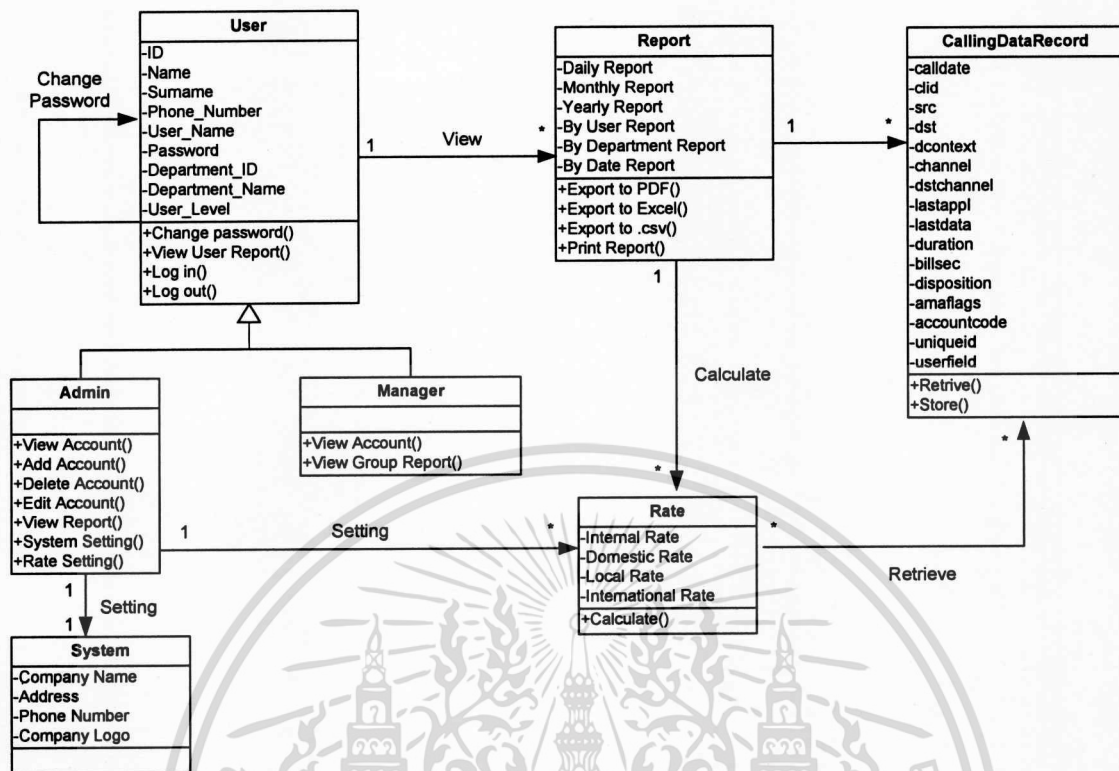 User
-ID
-Name
-Surname
-Phone_Number
-User_Name
-Password
-Department_ID
-Department_Name
-User_Level
+Change password()
+View User Report()
+Log in()
+Log out()
Change
Password
1
View
*
Report
-Daily Report
-Monthly Report
-Yearly Report
-By User Report
-By Department Report
-By Date Report
+Export to PDF()
+Export to Excel()
+Export to .csv()
+Print Report()
1
*
CallingDataRecord
-calldate
-clid
-src
-dst
-dcontext
-channel
-dstchannel
-lastappl
-lastdata
-duration
-billsec
-disposition
-amaflags
-accountcode
-uniqueid
-userfield
+Retrive()
+Store()
1
Calculate
*
Admin
+View Account()
+Add Account()
+Delete Account()
+Edit Account()
+View Report()
+System Setting()
+Rate Setting()
Manager
+View Account()
+View Group Report()
1
Setting
*
Rate
-Internal Rate
-Domestic Rate
-Local Rate
-International Rate
+Calculate()
*
Retrieve
*
1
Setting
1
System
-Company Name
-Address
-Phone Number
-Company Logo